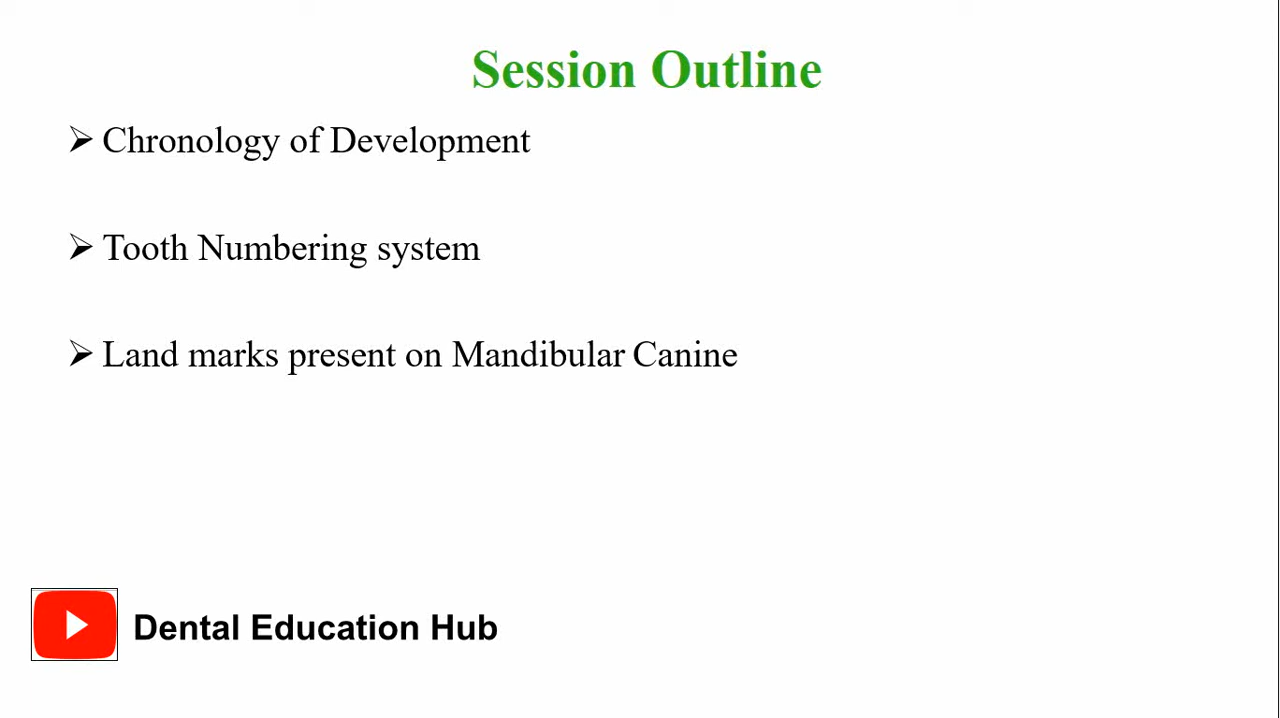 Session Outline
➢ Chronology of Development
➢ Tooth Numbering system
➢ Land marks present on Mandibular Canine
Dental Education Hub